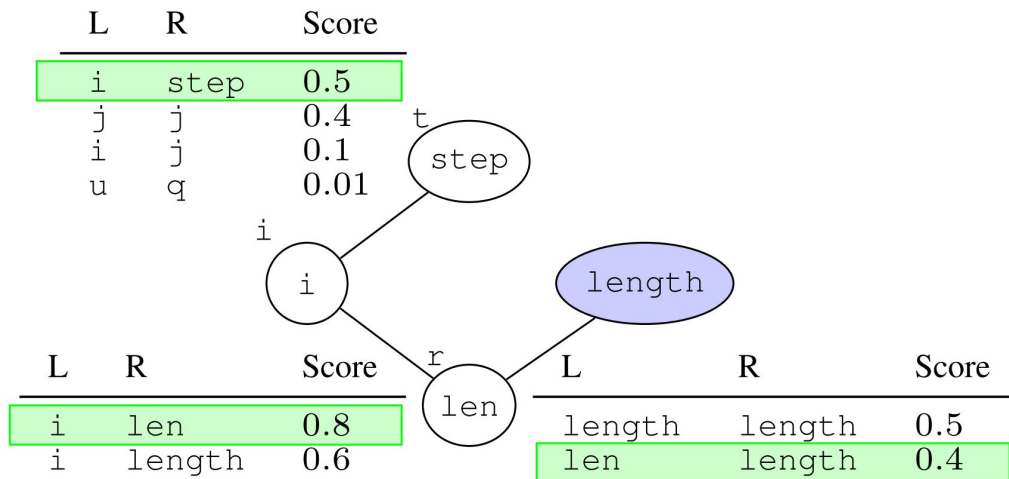 L R Score
i step 0.5
j j 0.4
i j 0.1
u q 0.01
t
step
i
i
length
r
len
L R Score
i len 0.8
i length 0.6
L R Score
length length 0.5
len length 0.4